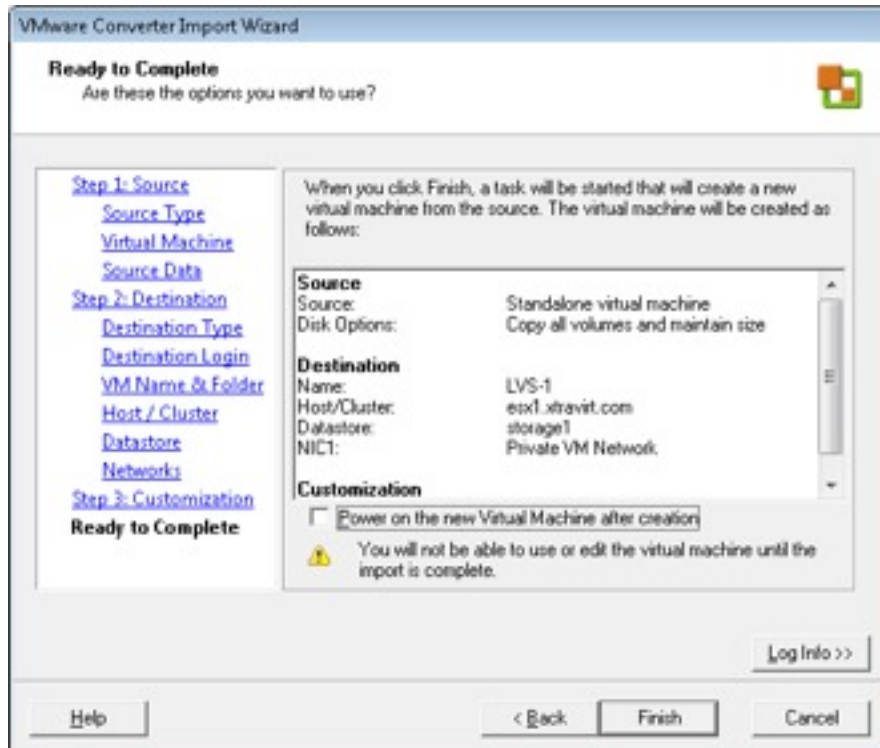 VMware Converter Import Wizard
Ready to Complete
Are these the options you want to use?
Step 1: Source
Source Type
Virtual Machine
Source Data
Step 2: Destination
Destination Type
Destination Login
VM Name & Folder
Host / Cluster
Datastore
Networks
Step 3: Customization
Ready to Complete
When you click Finish, a task will be started that will create a new
virtual machine from the source. The virtual machine will be created as
follows:
Source
Source: Standalone virtual machine
Disk Options: Copy all volumes and maintain size
Destination
Name: LVS-1
Host/Cluster: esx1.xtravirt.com
Datastore: storage1
NIC1: Private VM Network
Customization
Power on the new Virtual Machine after creation
You will not be able to use or edit the virtual machine until the
import is complete.
Log Info >>
Help
< Back
Finish
Cancel